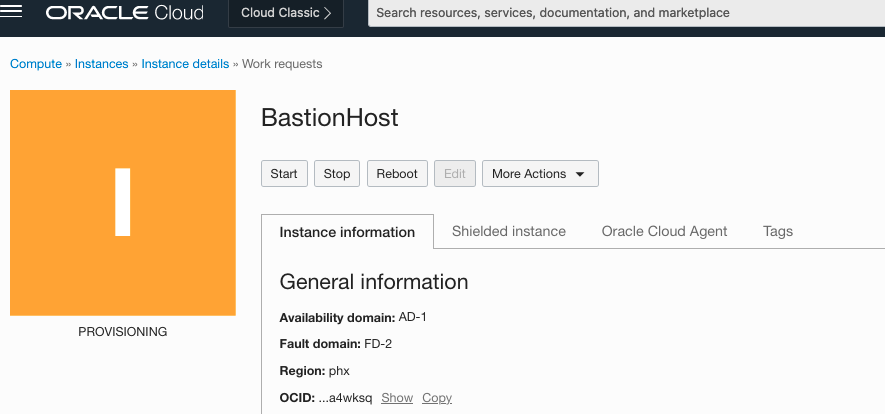 ORACLE Cloud
Cloud Classic >
Search resources, services, documentation, and marketplace
Compute » Instances » Instance details » Work requests
I
PROVISIONING
BastionHost
Start Stop Reboot Edit More Actions
Instance information Shielded instance Oracle Cloud Agent Tags
General information
Availability domain: AD-1
Fault domain: FD-2
Region: phx
OCID: ...a4wksq Show Copy